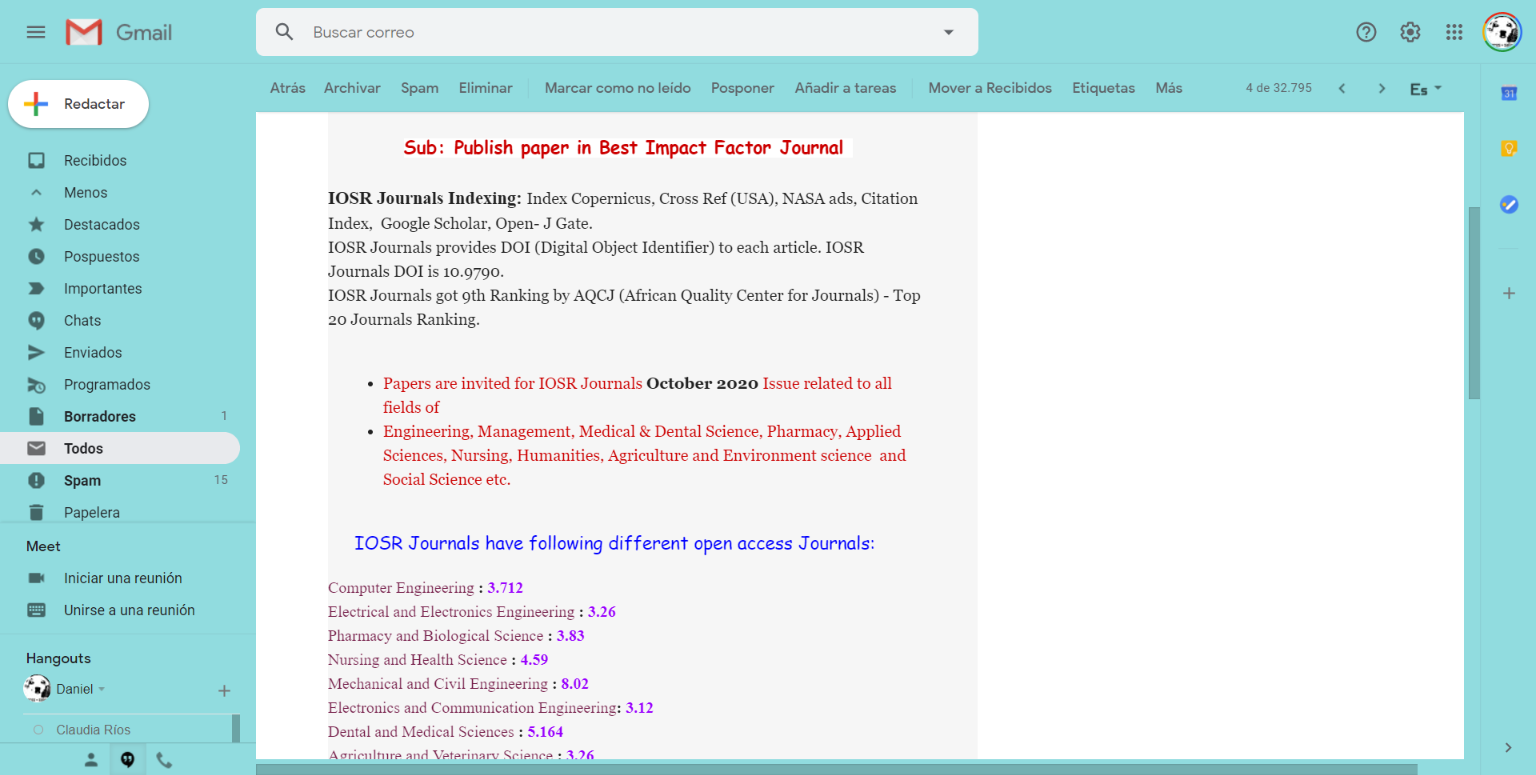 Gmail
Buscar correo
Redactar
Atrás Archivar Spam Eliminar Marcar como no leído Posponer Añadir a tareas Mover a Recibidos Etiquetas Más 4 de 32.795 Es
31
Recibidos
Menos
Destacados
Pospuestos
Importantes
Chats
Enviados
Programados
Borradores 1
Todos
Spam 15
Papelera
Meet
Iniciar una reunión
Unirse a una reunión
Hangouts
Daniel
Claudia Ríos
Sub: Publish paper in Best Impact Factor Journal
IOSR Journals Indexing: Index Copernicus, Cross Ref (USA), NASA ads, Citation
Index, Google Scholar, Open- J Gate.
IOSR Journals provides DOI (Digital Object Identifier) to each article. IOSR
Journals DOI is 10.9790.
IOSR Journals got 9th Ranking by AQCJ (African Quality Center for Journals) - Top
20 Journals Ranking.
• Papers are invited for IOSR Journals October 2020 Issue related to all
fields of
• Engineering, Management, Medical & Dental Science, Pharmacy, Applied
Sciences, Nursing, Humanities, Agriculture and Environment science and
Social Science etc.
IOSR Journals have following different open access Journals:
Computer Engineering : 3.712
Electrical and Electronics Engineering : 3.26
Pharmacy and Biological Science : 3.83
Nursing and Health Science : 4.59
Mechanical and Civil Engineering : 8.02
Electronics and Communication Engineering: 3.12
Dental and Medical Sciences : 5.164
Agriculture and Veterinary Science : 3.26